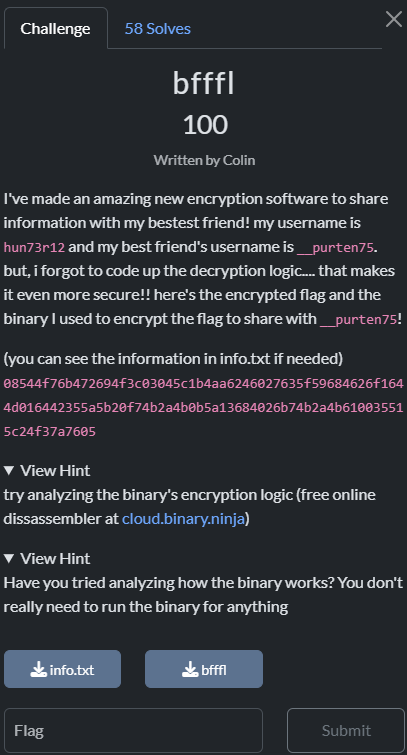 Challenge
58 Solves
bfffl
100
Written by Colin
I've made an amazing new encryption software to share
information with my bestest friend! my username is
hun73r12 and my best friend's username is __purten75.
but, i forgot to code up the decryption logic.... that makes
it even more secure!! here's the encrypted flag and the
binary I used to encrypt the flag to share with __purten75!
(you can see the information in info.txt if needed)
08544f76b472694f3c03045c1b4aa6246027635f59684626f164
4d016442355a5b20f74b2a4b0b5a13684026b74b2a4b61003551
5c24f37a7605
▼ View Hint
try analyzing the binary's encryption logic (free online
dissassembler at cloud.binary.ninja)
▼ View Hint
Have you tried analyzing how the binary works? You don't
really need to run the binary for anything
info.txt
bfffl
Flag
Submit